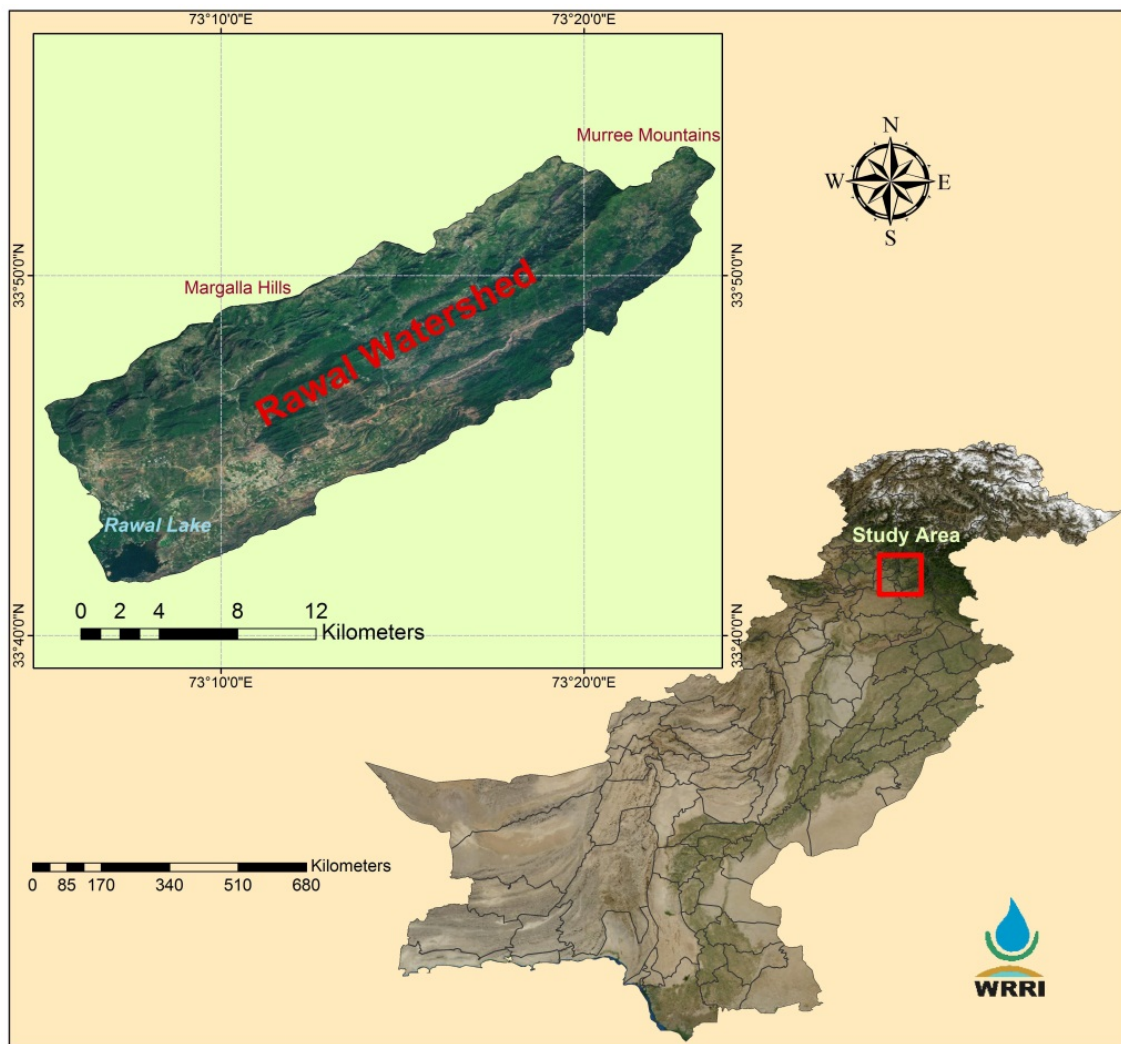 73°10'0"E
73°20'0"E
Murree Mountains
N
W
E
S
33°50'0"N
33°50'0"N
Margalla Hills
Rawal Watershed
Rawal Lake
Study Area
0 2 4 8 12
Kilometers
33°40'0"N
33°40'0"N
73°10'0"E
73°20'0"E
Kilometers
0 85 170 340 510 680
WRRI